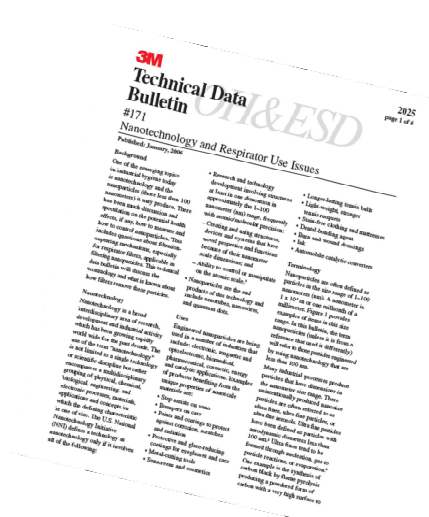 3M
Technical Data
Bulletin
OH&ESD
2025
page 1 of 6
#171
Nanotechnology and Respirator Use Issues
Published: January, 2006
Background
One of the emerging topics
in industrial hygiene today
is nanotechnology and the
nanoparticles (those less than 100
nanometers) it may produce. There
has been much discussion and
speculation on the potential health
effects, if any, how to measure and
how to control nanoparticles. This
includes questions about filtration
capturing mechanisms, especially
for respirator filters, applicable to
filtering nanoparticles. This technical
data bulletin will discuss the
terminology and what is known about
how filters remove these particles.
Nanotechnology
Nanotechnology is a broad
interdisciplinary area of research,
development and industrial activity
which has been growing rapidly
world wide for the past decade. The
use of the term "nanotechnology"
is not limited to a single technology
or scientific discipline but rather
encompasses a multidisciplinary
grouping of physical, chemical,
biological, engineering and
electronic processes, materials,
applications and concepts in
which the defining characteristic
is one of size. The U.S. National
Nanotechnology Initiative
(NNI) defines a technology as
nanotechnology only if it involves
all of the following:
• Research and technology
development involving structures
at least in one dimension in
approximately the 1–100
nanometer (nm) range, frequently
with atomic/molecular precision;
– Creating and using structures,
devices and systems that have
novel properties and functions
because of their nanometer
scale dimensions; and
– Ability to control or manipulate
on the atomic scale.
• Nanoparticles are the end
products of this technology and
include nanotubes, nanowires,
and quantum dots.
Uses
Engineered nanoparticles are being
used in a number of industries that
include: electronic, magnetic and
optoelectronic, biomedical,
pharmaceutical, cosmetic, energy
and catalytic applications. Examples
of products benefiting from the
unique properties of nanoscale
materials are:
• Step assists on vans
• Bumpers on cars
• Paints and coatings to protect
against corrosion, scratches
and radiation
• Protective and glare-reducing
coatings for eyeglasses and cars
• Metal-cutting tools
• Sunscreens and cosmetics
• Longer-lasting tennis balls
• Light-weight, stronger
tennis racquets
• Stain-free clothing and mattresses
• Dental-bonding agent
• Burn and wound dressings
• Ink
• Automobile catalytic converters
Terminology
Nanoparticles are often defined as
particles in the size range of 1–100
nanometers (nm). A nanometer is
1 x 10⁻⁹ m or one millionth of a
millimeter. Figure 1 provides
examples of items in this size
range. In this bulletin, the term
nanoparticles (unless it is from a
reference that used it differently)
will refer to those particles engineered
by using nanotechnology that are
less than 100 nm.
Many industrial processes produce
particles that have dimensions in
the nanometer size range. These
unintentionally produced nanosize
particles are often referred to as
ultra fines, ultra fine particles, or
ultra fine aerosols. Ultra fine particles
have been defined as particles with
aerodynamic diameters less than
100 nm. Ultra fines tend to be
formed through nucleation, gas to
particle reactions, or evaporation.
One example is the synthesis of
carbon black by flame pyrolysis
producing a powdered form of
carbon with a very high surface to